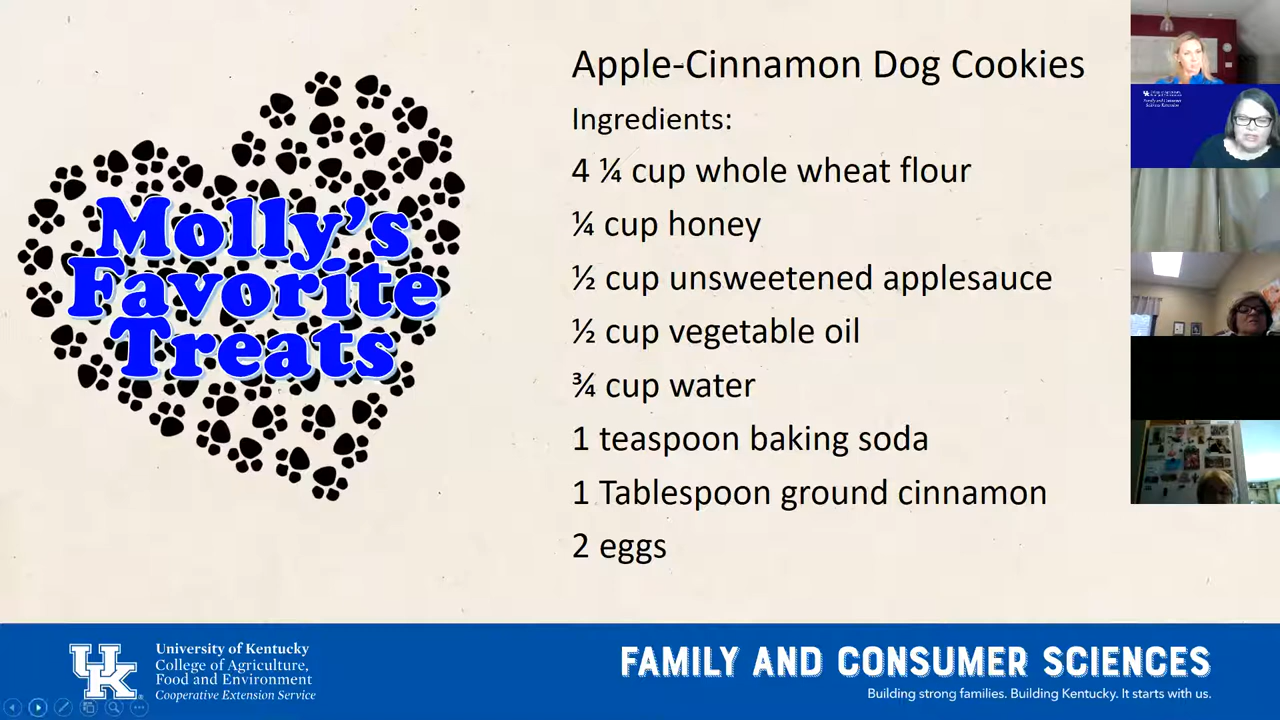 Molly's
Favorite
Treats
Apple-Cinnamon Dog Cookies
Ingredients:
4 ¼ cup whole wheat flour
¼ cup honey
½ cup unsweetened applesauce
½ cup vegetable oil
¾ cup water
1 teaspoon baking soda
1 Tablespoon ground cinnamon
2 eggs
UK
University of Kentucky
College of Agriculture,
Food and Environment
Cooperative Extension Service
FAMILY AND CONSUMER SCIENCES
Building strong families. Building Kentucky. It starts with us.